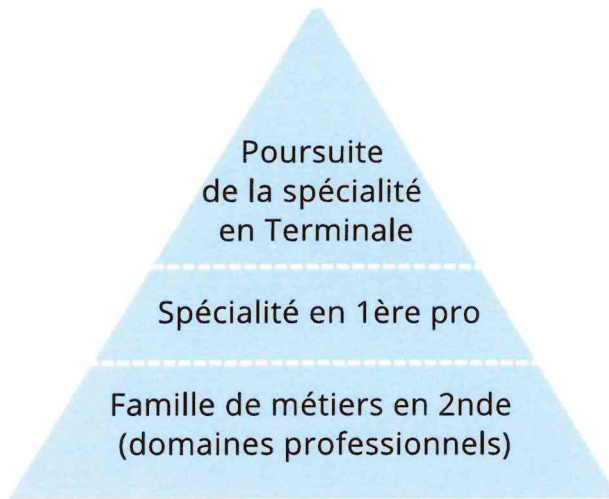 Poursuite
de la spécialité
en Terminale
Spécialité en 1ère pro
Famille de métiers en 2nde
(domaines professionnels)